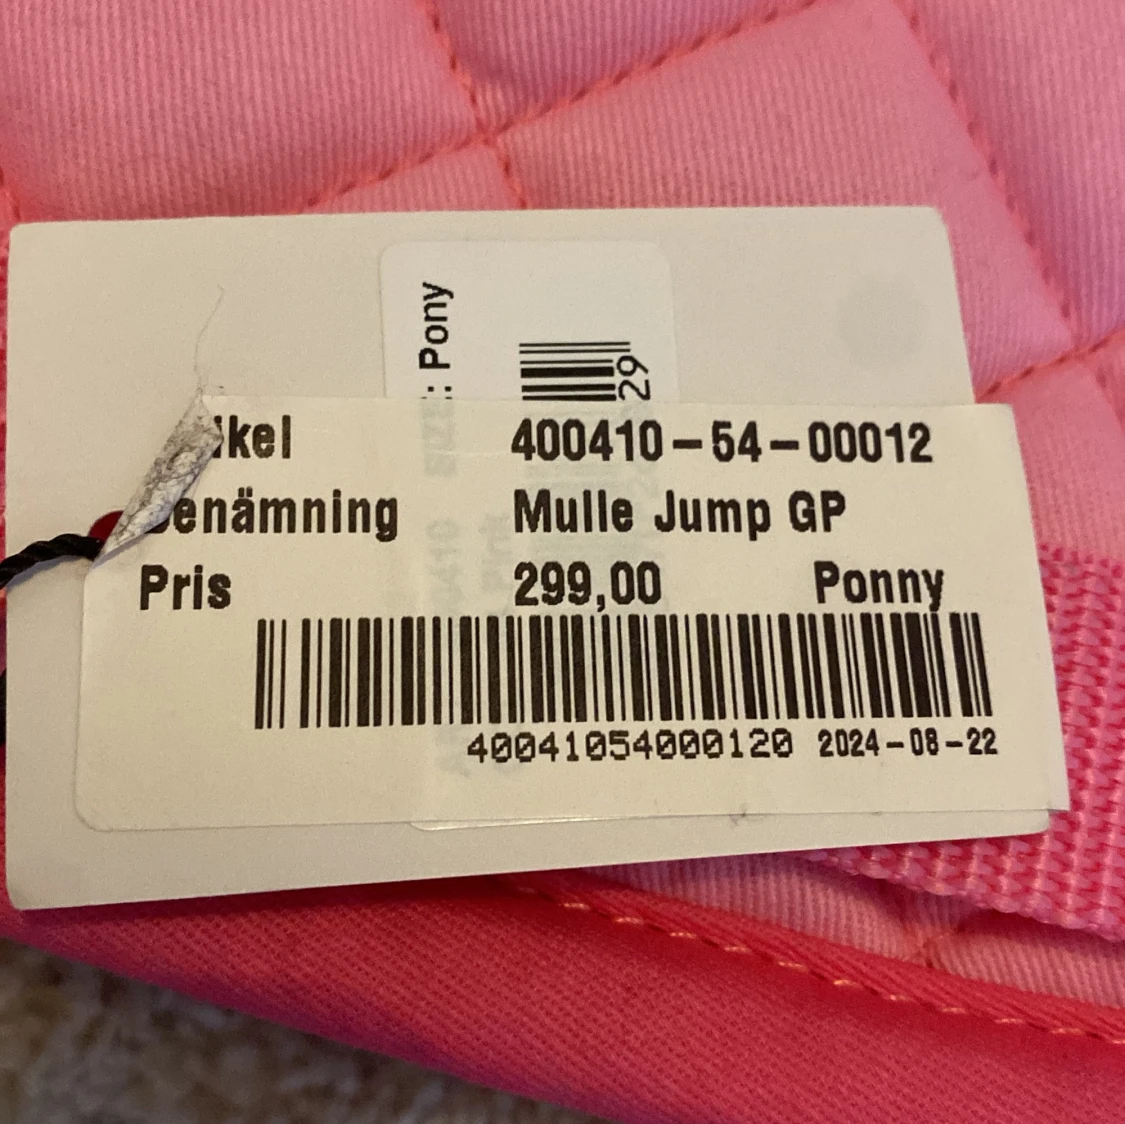 : Pony
29
ikel 400410-54-00012
enämning Mulle Jump GP
Pris 299,00 Ponny
40041054000120 2024-08-22